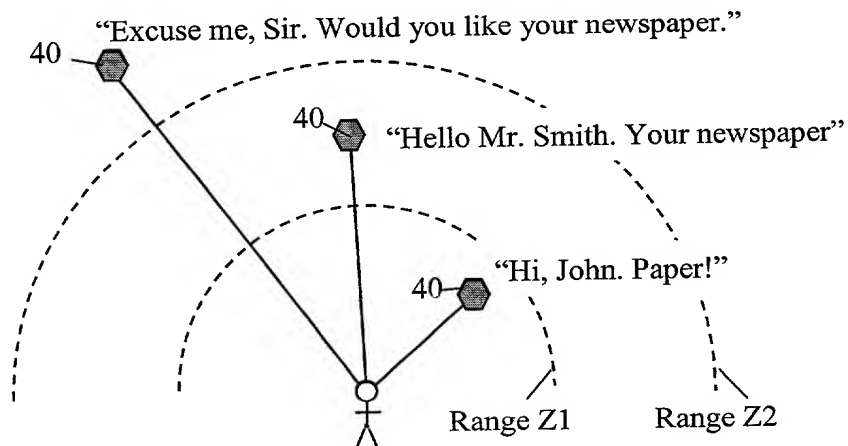 “Excuse me, Sir. Would you like your newspaper.”
40
40
“Hello Mr. Smith. Your newspaper”
“Hi, John. Paper!”
40
Range Z1
Range Z2